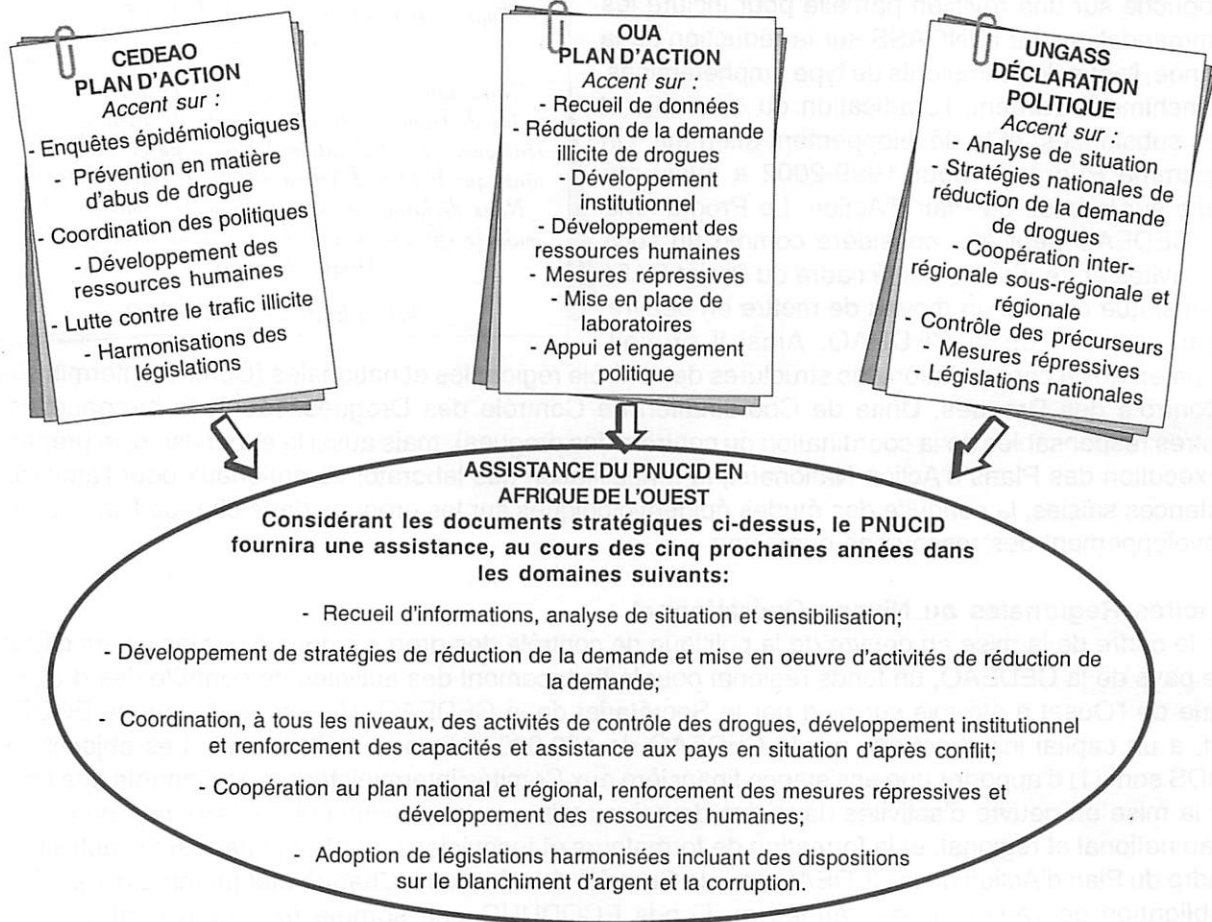 CEDEAO
PLAN D'ACTION
Accent sur :
- Enquêtes épidémiologiques
- Prévention en matière
d'abus de drogue
- Coordination des politiques
- Développement des
ressources humaines
- Lutte contre le trafic illicite
- Harmonisations des
législations
OUA
PLAN D'ACTION
Accent sur :
- Recueil de données
- Réduction de la demande
illicite de drogues
- Développement
institutionnel
- Développement des
ressources humaines
- Mesures répressives
- Mise en place de
laboratoires
- Appui et engagement
politique
UNGASS
DÉCLARATION
POLITIQUE
Accent sur :
- Analyse de situation
- Stratégies nationales de
réduction de la demande
de drogues
- Coopération inter-
régionale sous-régionale et
régionale
- Contrôle des précurseurs
- Mesures répressives
- Législations nationales
ASSISTANCE DU PNUCID EN
AFRIQUE DE L'OUEST
Considérant les documents stratégiques ci-dessus, le PNUCID
fournira une assistance, au cours des cinq prochaines années dans
les domaines suivants:
- Recueil d'informations, analyse de situation et sensibilisation;
- Développement de stratégies de réduction de la demande et mise en oeuvre d'activités de réduction de
la demande;
- Coordination, à tous les niveaux, des activités de contrôle des drogues, développement institutionnel
et renforcement des capacités et assistance aux pays en situation d'après conflit;
- Coopération au plan national et régional, renforcement des mesures répressives et
développement des ressources humaines;
- Adoption de législations harmonisées incluant des dispositions
sur le blanchiment d'argent et la corruption.